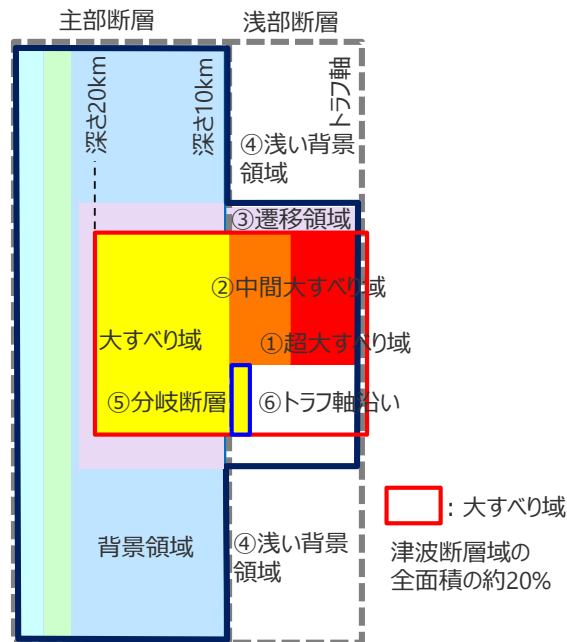 主部断層
浅部断層
深さ20km
深さ10km
トラフ軸
④浅い背景
領域
③遷移領域
②中間大すべり域
大すべり域
①超大すべり域
⑤分岐断層
⑥トラフ軸沿い
背景領域
④浅い背景
領域
: 大すべり域
津波断層域の
全面積の約20%